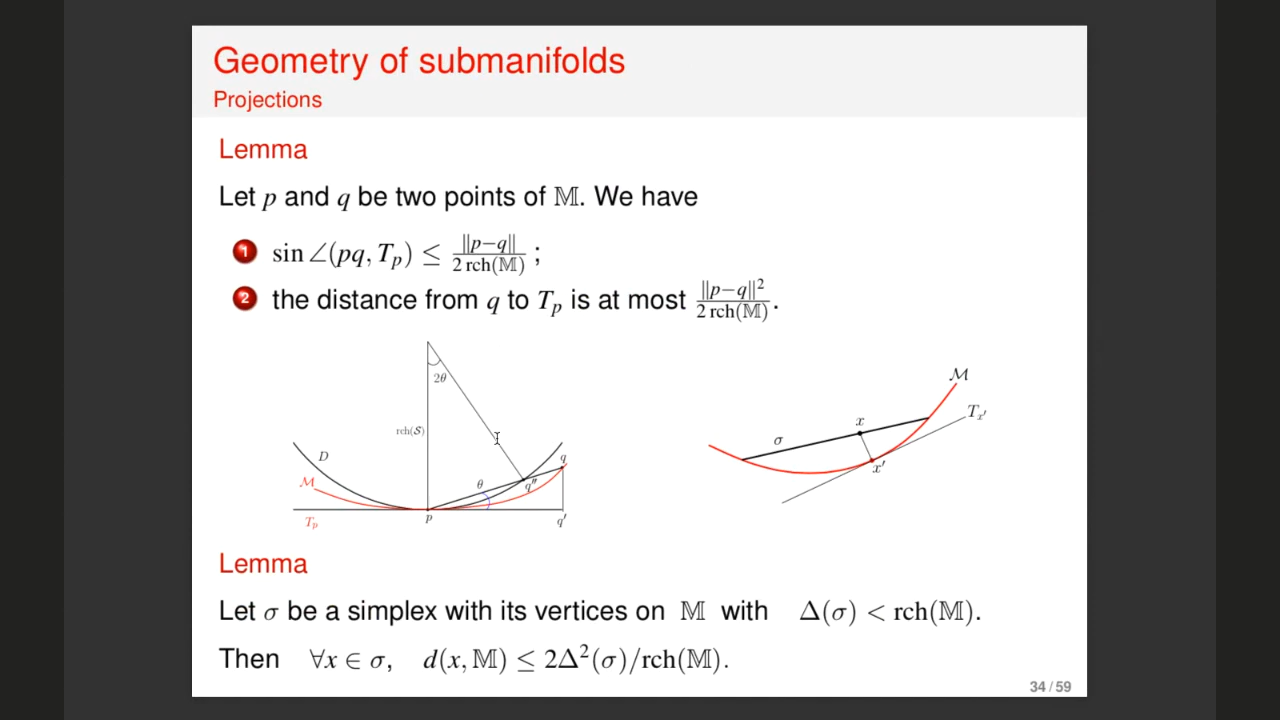 Geometry of submanifolds
Projections
Lemma
Let p and q be two points of 𝕄. We have
1 sin ∠(pq, T_p) ≤ ‖p−q‖ / 2 rch(𝕄) ;
2 the distance from q to T_p is at most ‖p−q‖² / 2 rch(𝕄).
2θ
rch(𝒮)
D
ℳ
T_p
p
θ
q
q″
q′
ℳ
T_x′
x
σ
x′
Lemma
Let σ be a simplex with its vertices on 𝕄 with Δ(σ) < rch(𝕄).
Then ∀x ∈ σ, d(x, 𝕄) ≤ 2Δ²(σ)/rch(𝕄).
34 / 59